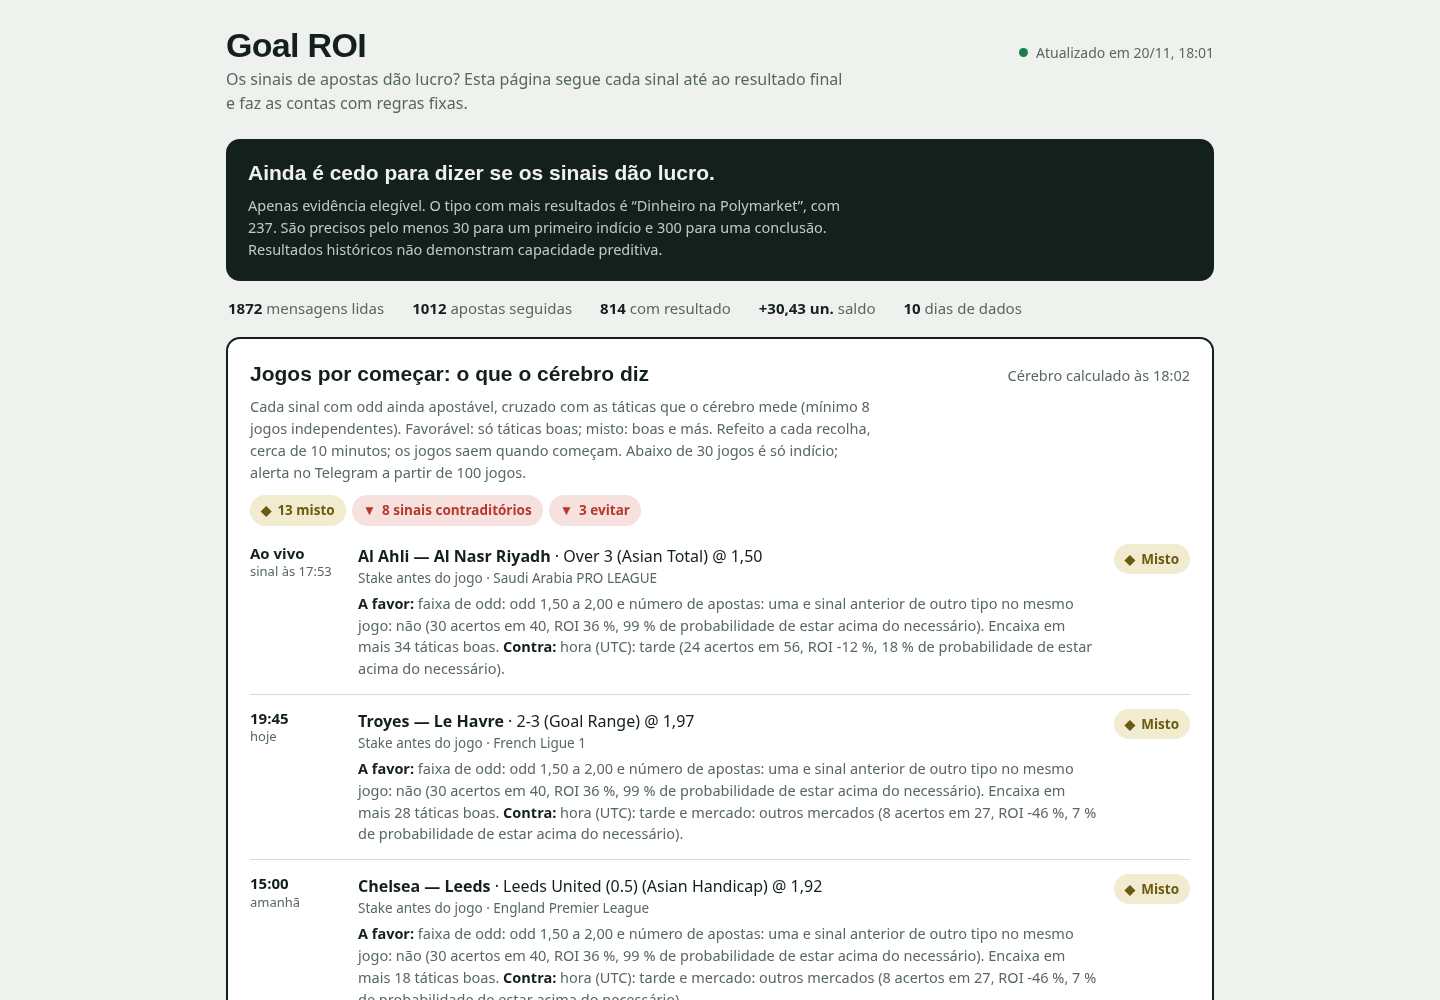 Goal ROI
Atualizado em 20/11, 18:01
Os sinais de apostas dão lucro? Esta página segue cada sinal até ao resultado final
e faz as contas com regras fixas.
Ainda é cedo para dizer se os sinais dão lucro.
Apenas evidência elegível. O tipo com mais resultados é “Dinheiro na Polymarket”, com
237. São precisos pelo menos 30 para um primeiro indício e 300 para uma conclusão.
Resultados históricos não demonstram capacidade preditiva.
1872 mensagens lidas 1012 apostas seguidas 814 com resultado +30,43 un. saldo 10 dias de dados
Jogos por começar: o que o cérebro diz
Cérebro calculado às 18:02
Cada sinal com odd ainda apostável, cruzado com as táticas que o cérebro mede (mínimo 8
jogos independentes). Favorável: só táticas boas; misto: boas e más. Refeito a cada recolha,
cerca de 10 minutos; os jogos saem quando começam. Abaixo de 30 jogos é só indício;
alerta no Telegram a partir de 100 jogos.
◆ 13 misto ▼ 8 sinais contraditórios ▼ 3 evitar
Ao vivo
sinal às 17:53
Al Ahli — Al Nasr Riyadh · Over 3 (Asian Total) @ 1,50
Stake antes do jogo · Saudi Arabia PRO LEAGUE
A favor: faixa de odd: odd 1,50 a 2,00 e número de apostas: uma e sinal anterior de outro tipo no mesmo
jogo: não (30 acertos em 40, ROI 36 %, 99 % de probabilidade de estar acima do necessário). Encaixa em
mais 34 táticas boas. Contra: hora (UTC): tarde (24 acertos em 56, ROI -12 %, 18 % de probabilidade de estar
acima do necessário).
◆ Misto
19:45
hoje
Troyes — Le Havre · 2-3 (Goal Range) @ 1,97
Stake antes do jogo · French Ligue 1
A favor: faixa de odd: odd 1,50 a 2,00 e número de apostas: uma e sinal anterior de outro tipo no mesmo
jogo: não (30 acertos em 40, ROI 36 %, 99 % de probabilidade de estar acima do necessário). Encaixa em
mais 28 táticas boas. Contra: hora (UTC): tarde e mercado: outros mercados (8 acertos em 27, ROI -46 %, 7 %
de probabilidade de estar acima do necessário).
◆ Misto
15:00
amanhã
Chelsea — Leeds · Leeds United (0.5) (Asian Handicap) @ 1,92
Stake antes do jogo · England Premier League
A favor: faixa de odd: odd 1,50 a 2,00 e número de apostas: uma e sinal anterior de outro tipo no mesmo
jogo: não (30 acertos em 40, ROI 36 %, 99 % de probabilidade de estar acima do necessário). Encaixa em
mais 18 táticas boas. Contra: hora (UTC): tarde e mercado: outros mercados (8 acertos em 27, ROI -46 %, 7 %
de probabilidade de estar acima do necessário).
◆ Misto